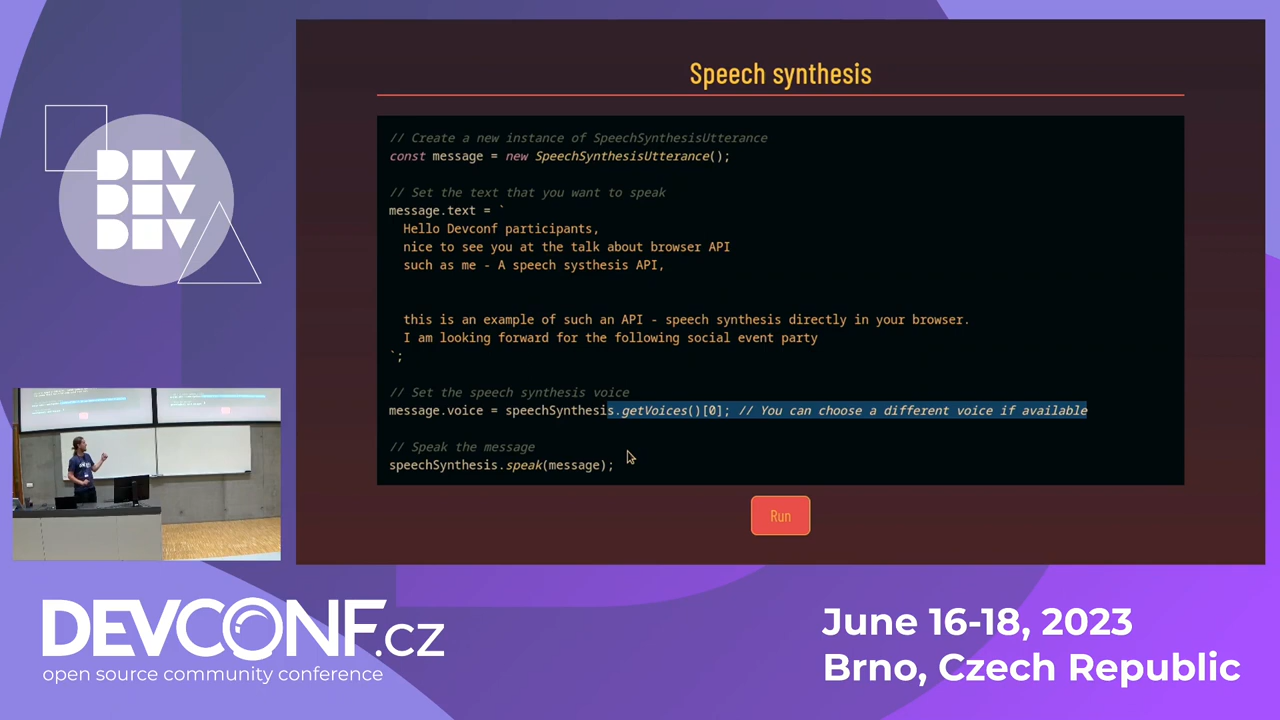 Speech synthesis
// Create a new instance of SpeechSynthesisUtterance
const message = new SpeechSynthesisUtterance();
// Set the text that you want to speak
message.text = `
Hello Devconf participants,
nice to see you at the talk about browser API
such as me - A speech systhesis API,
this is an example of such an API - speech synthesis directly in your browser.
I am looking forward for the following social event party
`;
// Set the speech synthesis voice
message.voice = speechSynthesis.getVoices()[0]; // You can choose a different voice if available
// Speak the message
speechSynthesis.speak(message);
Run
DEV
DEV
DEV
DEVCONF.cz
open source community conference
June 16-18, 2023
Brno, Czech Republic